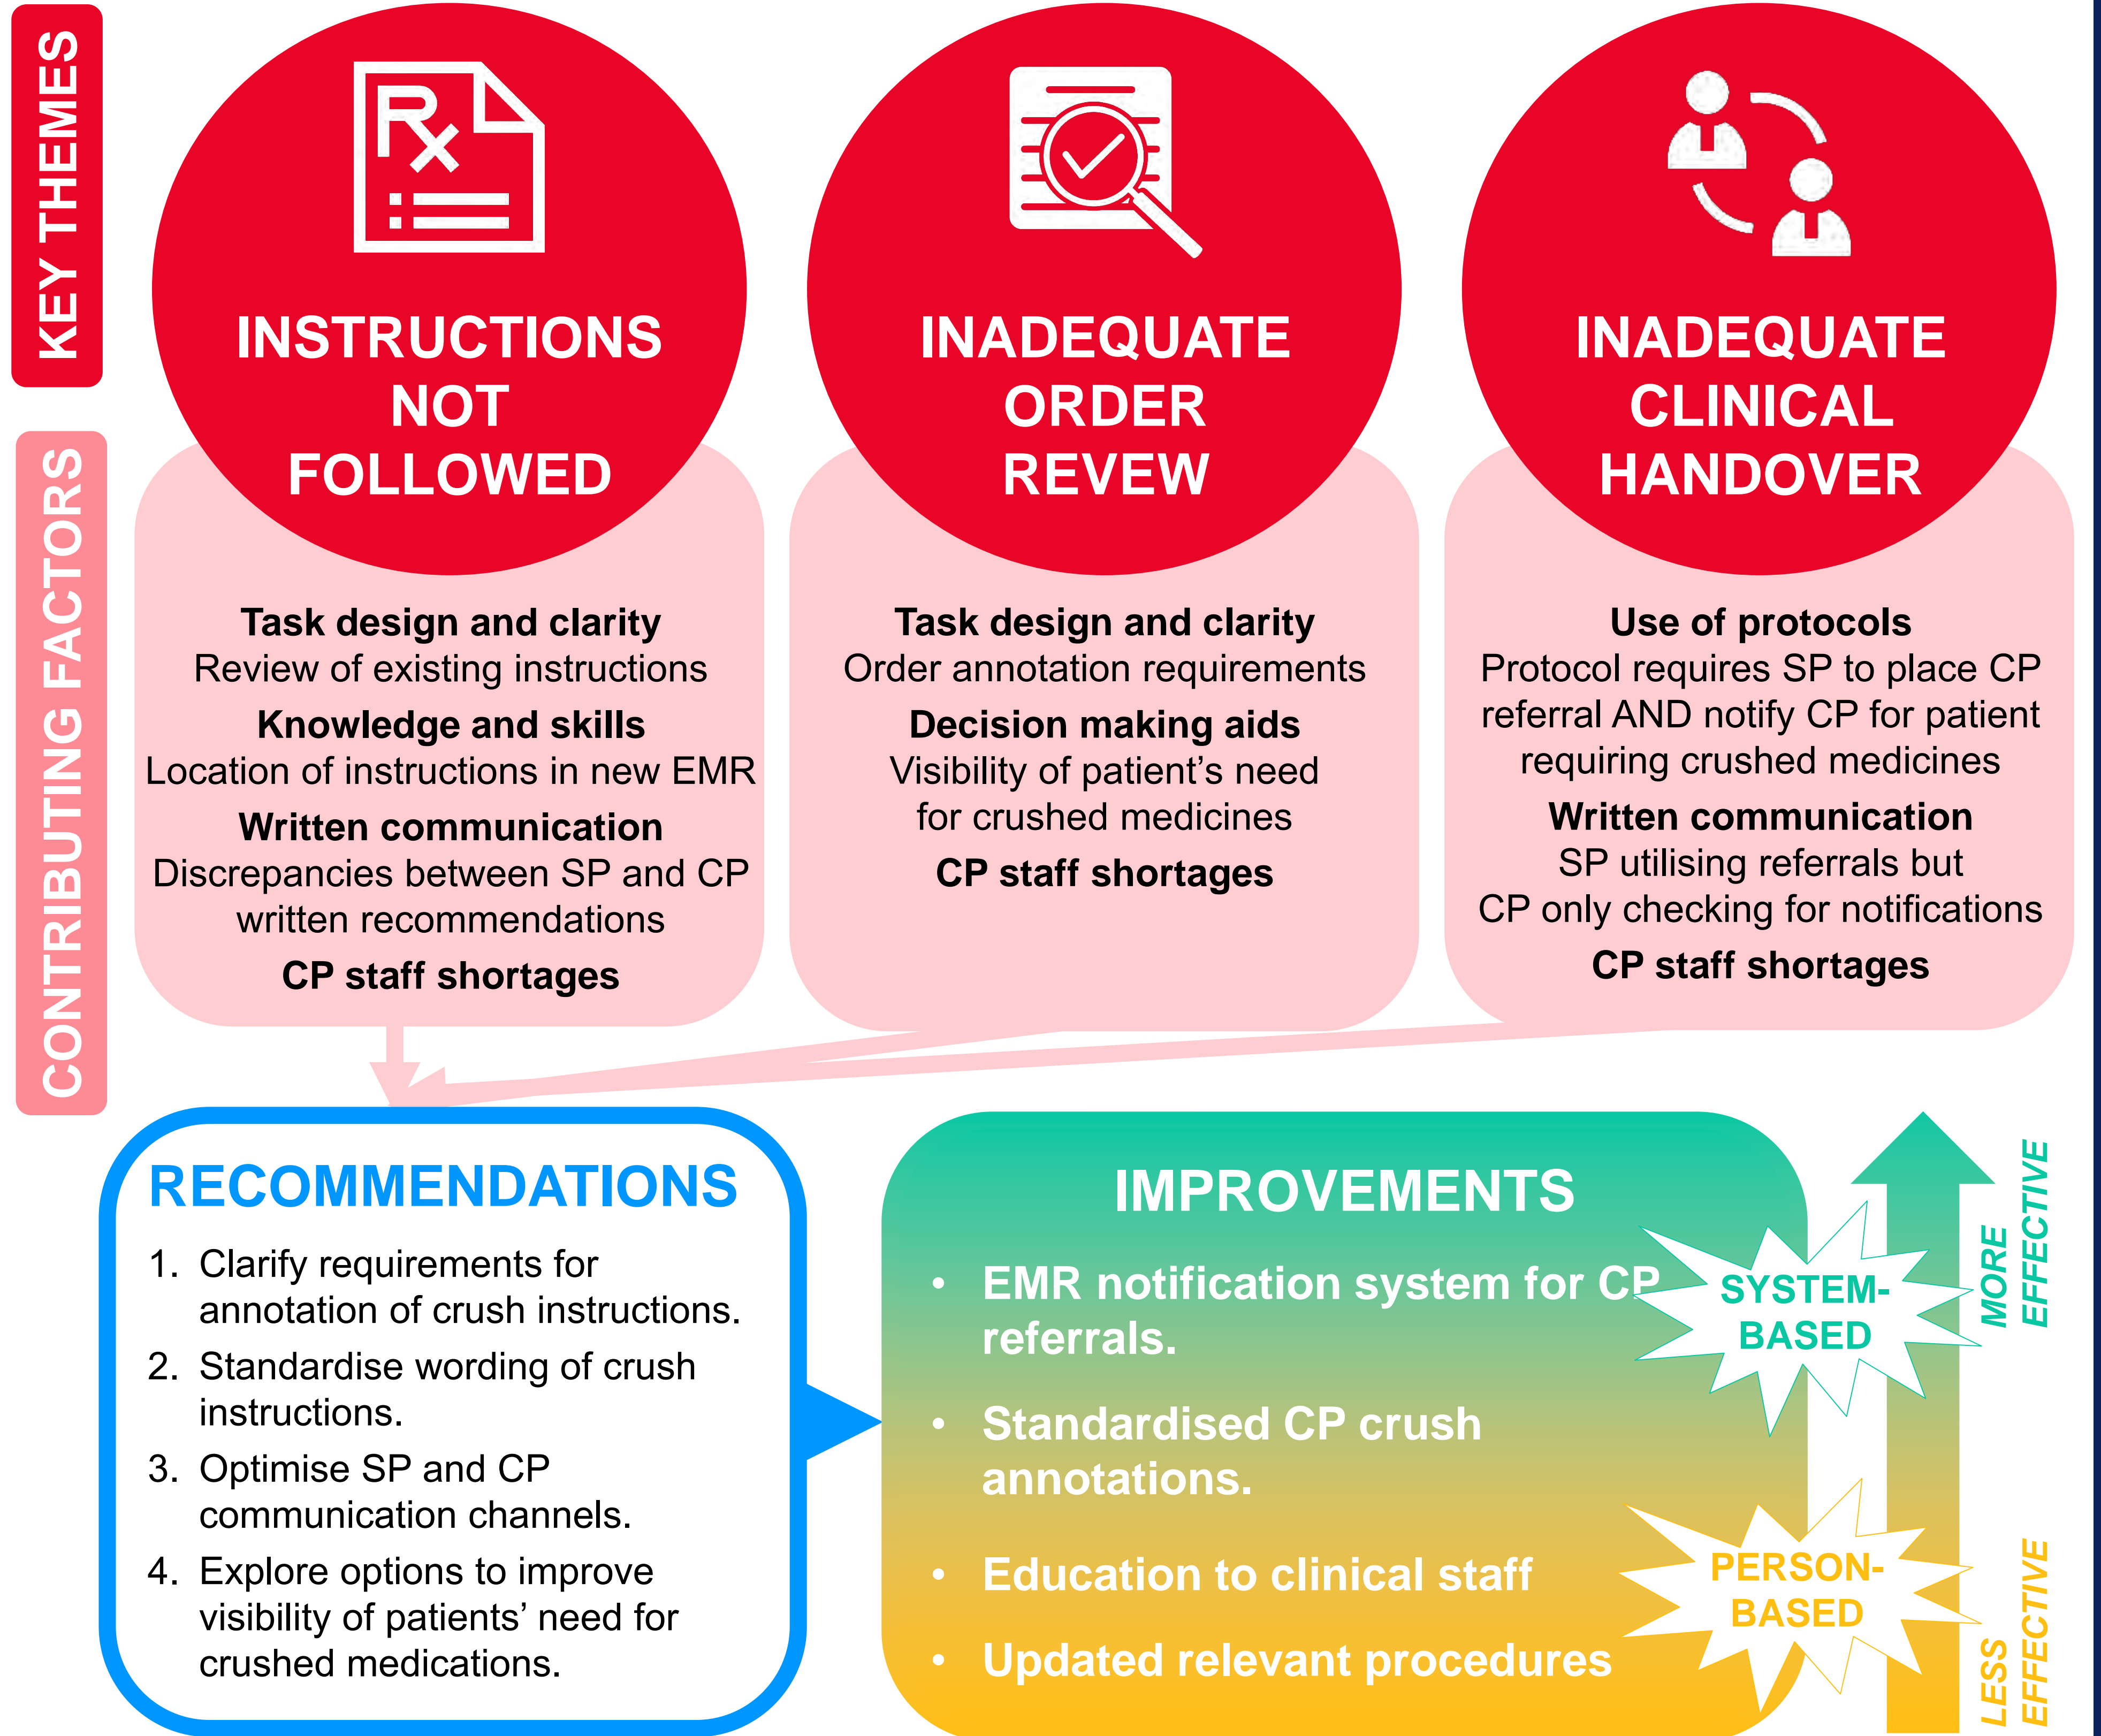 KEY THEMES
Rx
INSTRUCTIONS
NOT
FOLLOWED
INADEQUATE
ORDER
REVEW
INADEQUATE
CLINICAL
HANDOVER
CONTRIBUTING FACTORS
Task design and clarity
Review of existing instructions
Knowledge and skills
Location of instructions in new EMR
Written communication
Discrepancies between SP and CP
written recommendations
CP staff shortages
Task design and clarity
Order annotation requirements
Decision making aids
Visibility of patient’s need
for crushed medicines
CP staff shortages
Use of protocols
Protocol requires SP to place CP
referral AND notify CP for patient
requiring crushed medicines
Written communication
SP utilising referrals but
CP only checking for notifications
CP staff shortages
RECOMMENDATIONS
1. Clarify requirements for
annotation of crush instructions.
2. Standardise wording of crush
instructions.
3. Optimise SP and CP
communication channels.
4. Explore options to improve
visibility of patients’ need for
crushed medications.
IMPROVEMENTS
• EMR notification system for CP
referrals.
• Standardised CP crush
annotations.
• Education to clinical staff
• Updated relevant procedures
SYSTEM-
BASED
PERSON-
BASED
MORE
EFFECTIVE
LESS
EFFECTIVE